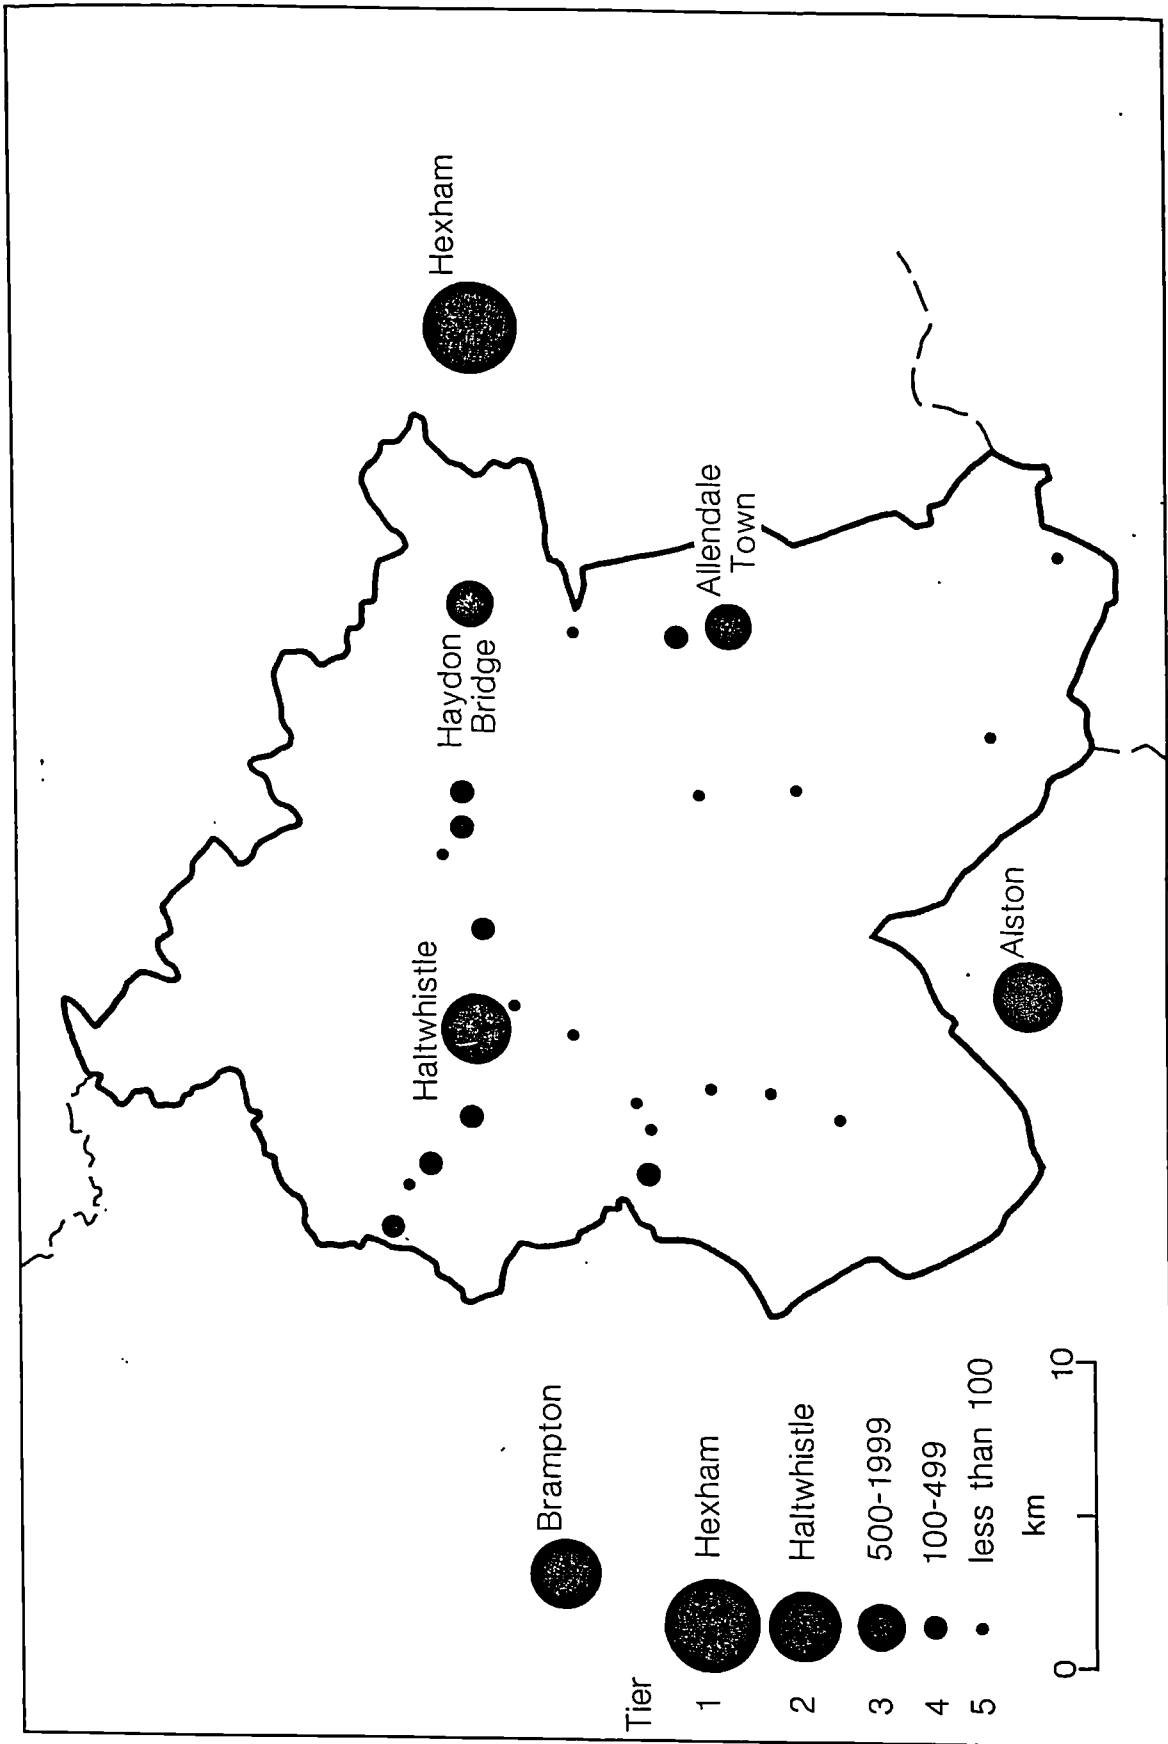 Hexham
Haydon
Bridge
Haltwhistle
Allendale
Town
Alston
Brampton
Tier
1 Hexham
2 Haltwhistle
3 500-1999
4 100-499
5 less than 100
km
0 10